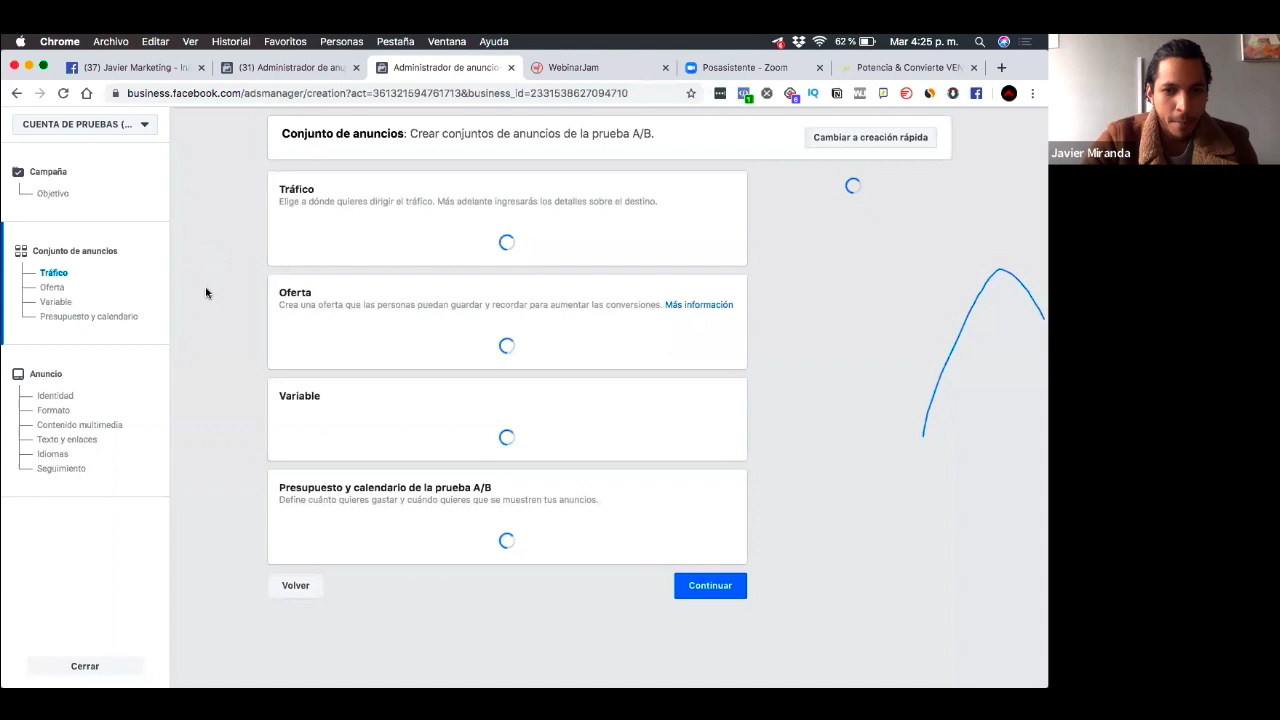 Chrome Archivo Editar Ver Historial Favoritos Personas Pestaña Ventana Ayuda 62 % Mar 4:25 p. m.
(37) Javier Marketing - In (31) Administrador de anu Administrador de anuncio WebinarJam Posasistente - Zoom Potencia & Convierte VEN
business.facebook.com/adsmanager/creation?act=361321594761713&business_id=2331538627094710
CUENTA DE PRUEBAS (...
Campaña
Objetivo
Conjunto de anuncios
Tráfico
Oferta
Variable
Presupuesto y calendario
Anuncio
Identidad
Formato
Contenido multimedia
Texto y enlaces
Idiomas
Seguimiento
Cerrar
Conjunto de anuncios: Crear conjuntos de anuncios de la prueba A/B.
Cambiar a creación rápida
Tráfico
Elige a dónde quieres dirigir el tráfico. Más adelante ingresarás los detalles sobre el destino.
Oferta
Crea una oferta que las personas puedan guardar y recordar para aumentar las conversiones. Más información
Variable
Presupuesto y calendario de la prueba A/B
Define cuánto quieres gastar y cuándo quieres que se muestren tus anuncios.
Volver
Continuar
Javier Miranda